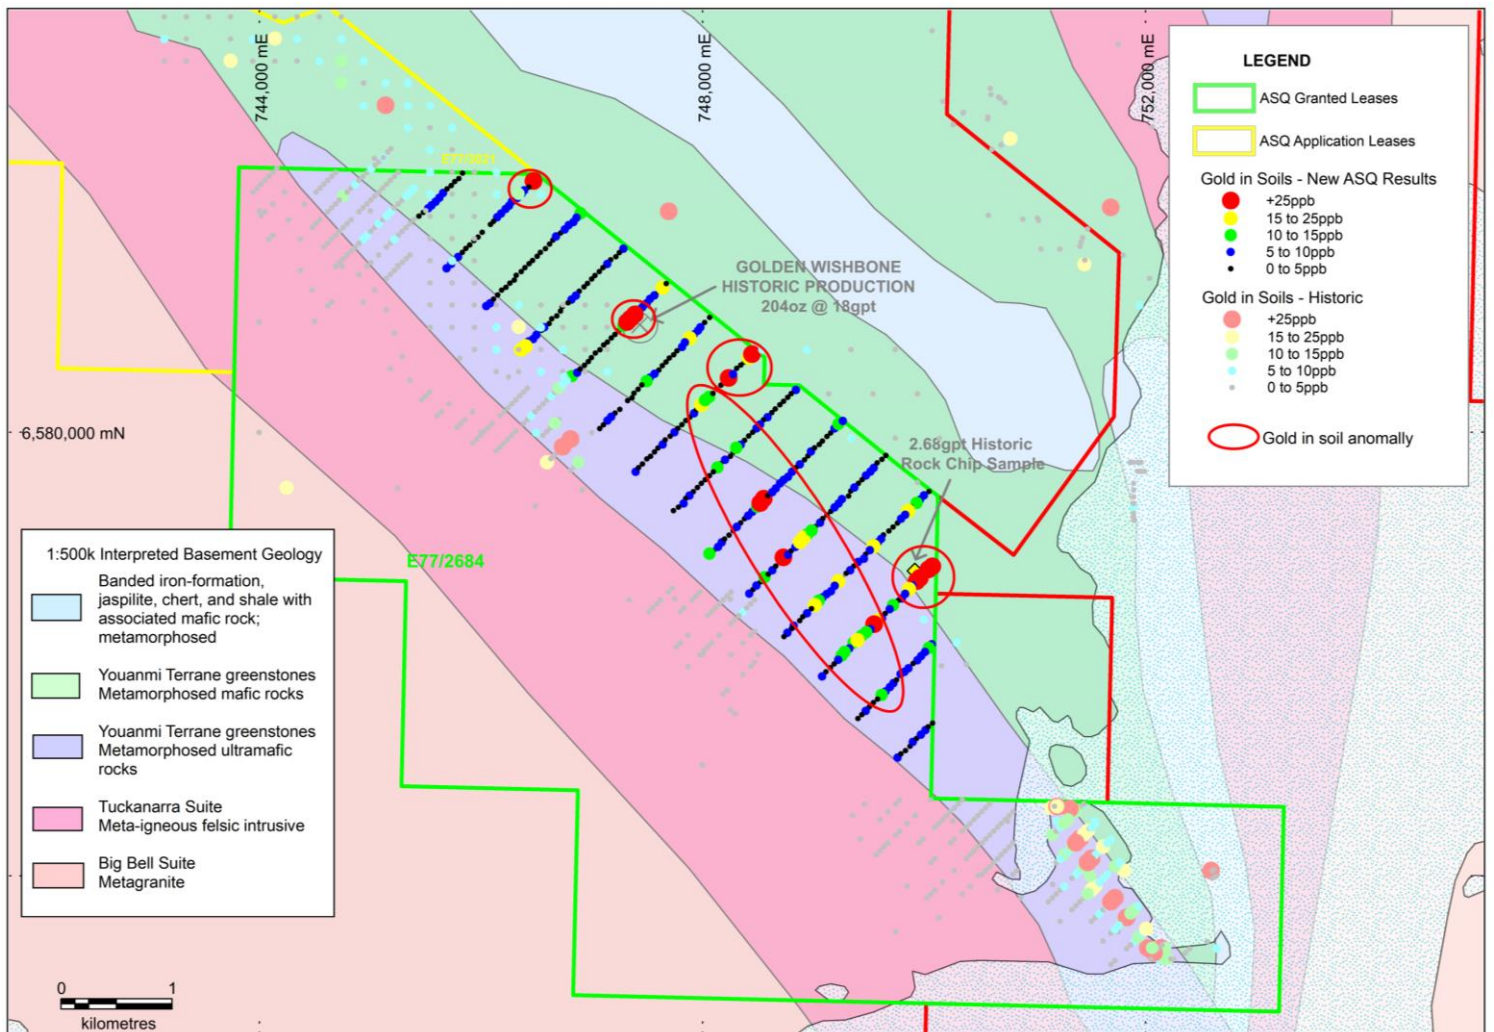 744,000 mE
748,000 mE
752,000 mE
LEGEND
ASQ Granted Leases
ASQ Application Leases
Gold in Soils - New ASQ Results
+25ppb
15 to 25ppb
10 to 15ppb
5 to 10ppb
0 to 5ppb
Gold in Soils - Historic
+25ppb
15 to 25ppb
10 to 15ppb
5 to 10ppb
0 to 5ppb
Gold in soil anomally
GOLDEN WISHBONE
HISTORIC PRODUCTION
204oz @ 18gpt
6,580,000 mN
2.68gpt Historic
Rock Chip Sample
E77/2684
1:500k Interpreted Basement Geology
Banded iron-formation,
jaspilite, chert, and shale with
associated mafic rock;
metamorphosed
Youanmi Terrane greenstones
Metamorphosed mafic rocks
Youanmi Terrane greenstones
Metamorphosed ultramafic
rocks
Tuckanarra Suite
Meta-igneous felsic intrusive
Big Bell Suite
Metagranite
0 1
kilometres